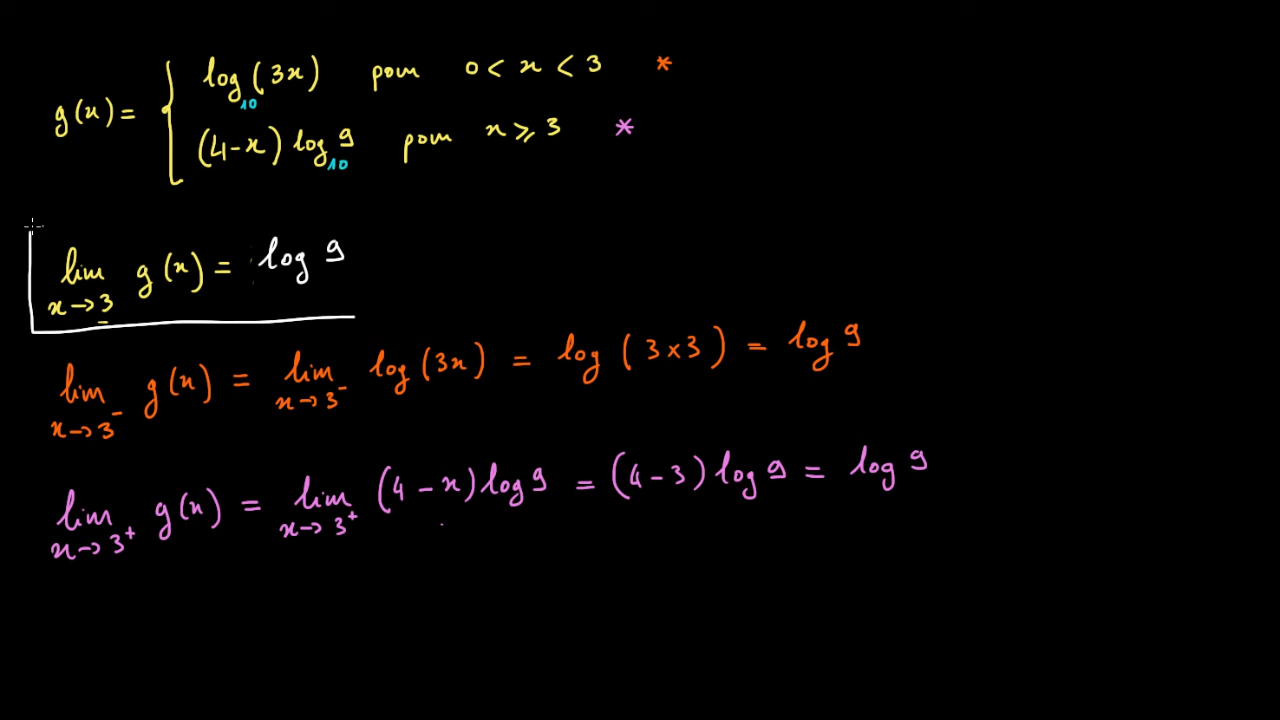 g(x) = { log₁₀(3x) pour 0 < x < 3 *
(4-x) log₁₀ 9 pour x ⩾ 3 *
lim x→3 g(x) = log 9
lim x→3⁻ g(x) = lim x→3⁻ log(3x) = log (3×3) = log 9
lim x→3⁺ g(x) = lim x→3⁺ (4-x) log 9 = (4-3) log 9 = log 9